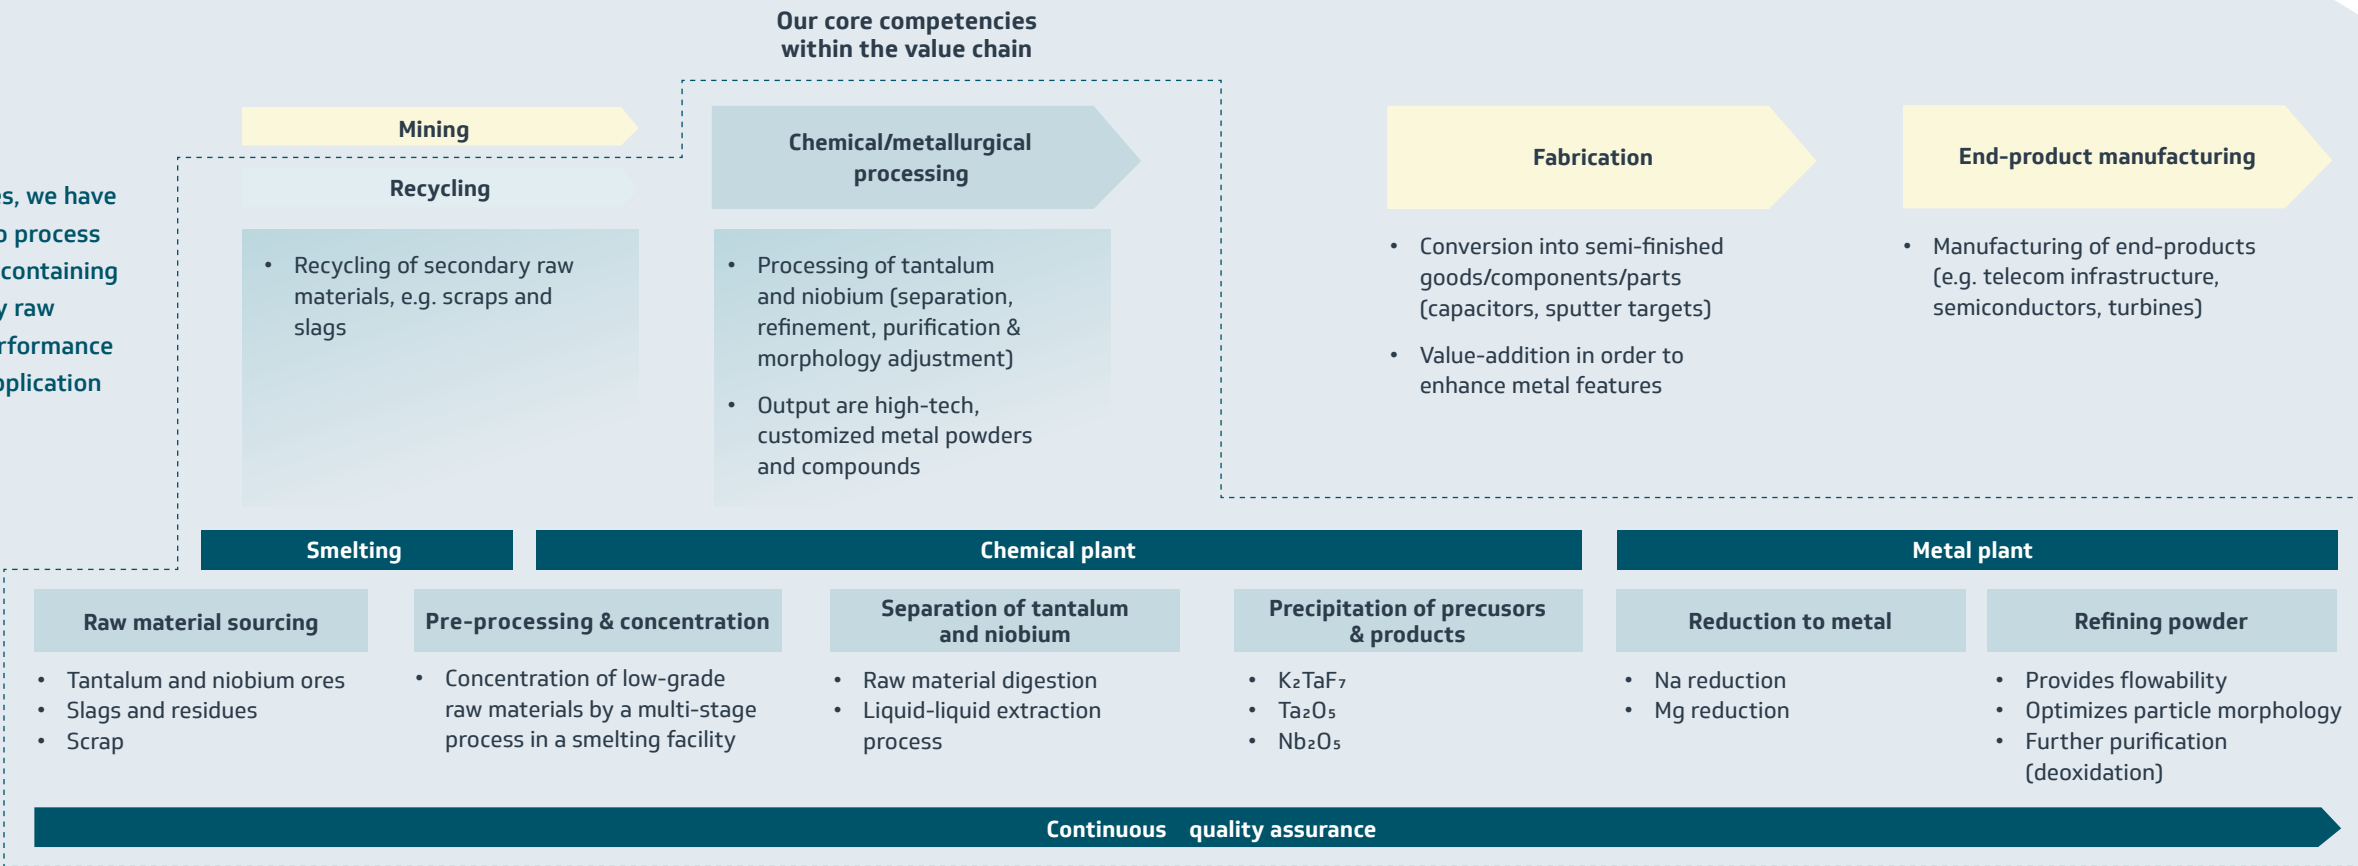 Our core competencies
within the value chain
es, we have
o process
containing
y raw
rformance
pplication
Mining
Recycling
• Recycling of secondary raw
materials, e.g. scraps and
slags
Chemical/metallurgical
processing
• Processing of tantalum
and niobium (separation,
refinement, purification &
morphology adjustment)
• Output are high-tech,
customized metal powders
and compounds
Fabrication
• Conversion into semi-finished
goods/components/parts
(capacitors, sputter targets)
• Value-addition in order to
enhance metal features
End-product manufacturing
• Manufacturing of end-products
(e.g. telecom infrastructure,
semiconductors, turbines)
Smelting
Chemical plant
Metal plant
Raw material sourcing
• Tantalum and niobium ores
• Slags and residues
• Scrap
Pre-processing & concentration
• Concentration of low-grade
raw materials by a multi-stage
process in a smelting facility
Separation of tantalum
and niobium
• Raw material digestion
• Liquid-liquid extraction
process
Precipitation of precusors
& products
• K₂TaF₇
• Ta₂O₅
• Nb₂O₅
Reduction to metal
• Na reduction
• Mg reduction
Refining powder
• Provides flowability
• Optimizes particle morphology
• Further purification
(deoxidation)
Continuous quality assurance